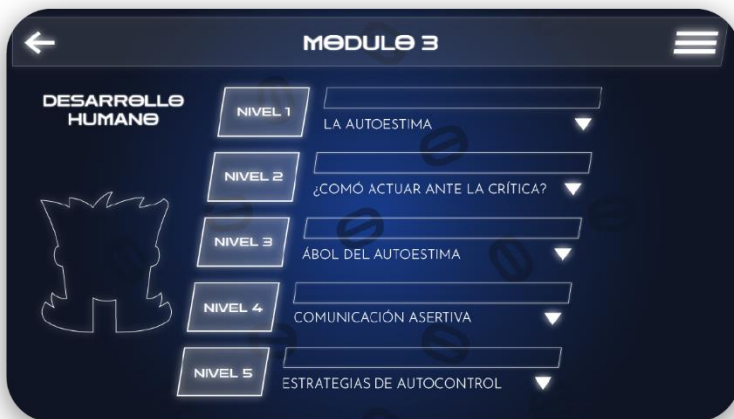 MODULO 3
DESARROLLO
HUMANO
NIVEL 1
LA AUTOESTIMA
NIVEL 2
¿COMÓ ACTUAR ANTE LA CRÍTICA?
NIVEL 3
ÁBOL DEL AUTOESTIMA
NIVEL 4
COMUNICACIÓN ASERTIVA
NIVEL 5
ESTRATEGIAS DE AUTOCONTROL